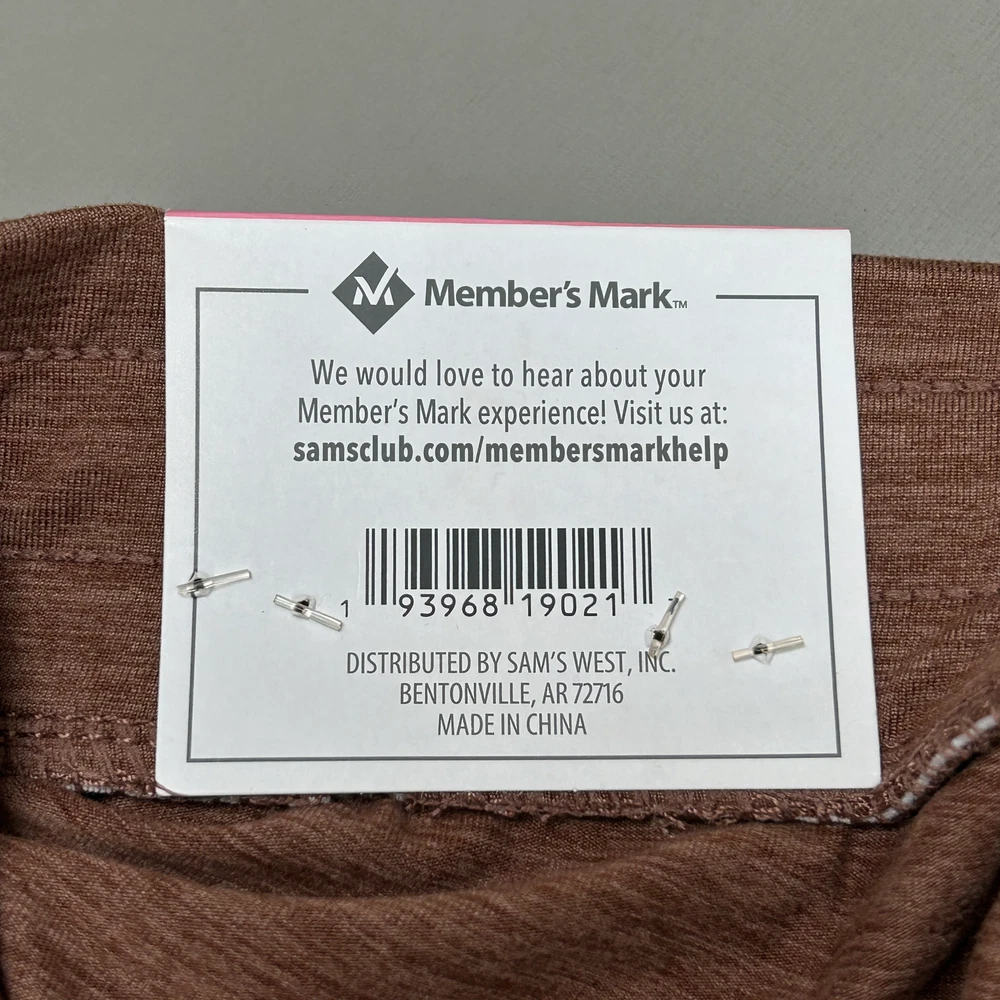 Member's Mark™
We would love to hear about your
Member's Mark experience! Visit us at:
samsclub.com/membersmarkhelp
1 93968 19021
DISTRIBUTED BY SAM'S WEST, INC.
BENTONVILLE, AR 72716
MADE IN CHINA